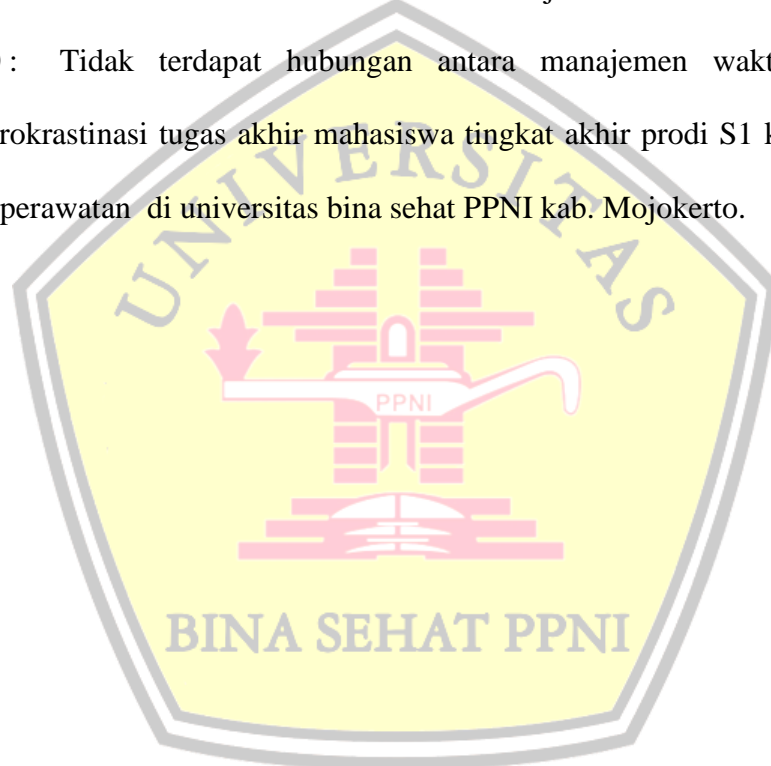 : Tidak terdapat hubungan antara manajemen wakt
rokrastinasi tugas akhir mahasiswa tingkat akhir prodi S1 k
perawatan di universitas bina sehat PPNI kab. Mojokerto.
UNIVERSITAS
PPNI
BINA SEHAT PPNI